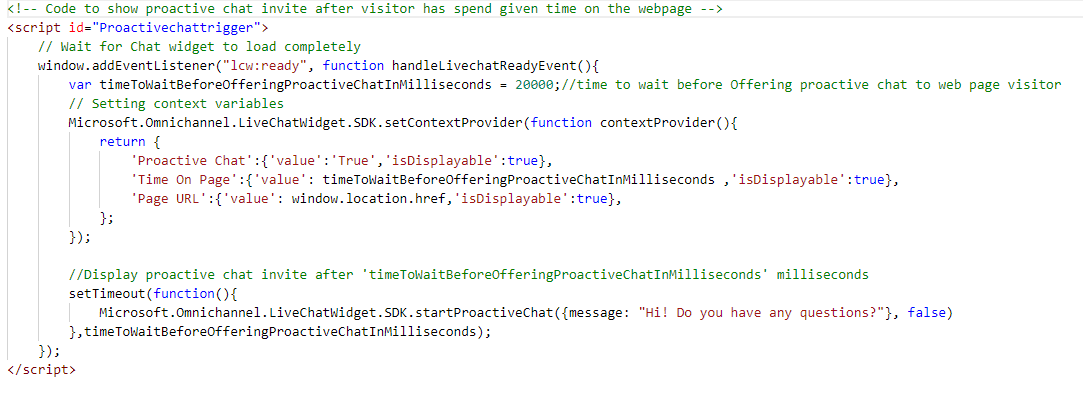 <!-- Code to show proactive chat invite after visitor has spend given time on the webpage -->
<script id="Proactivechattrigger">
// Wait for Chat widget to load completely
window.addEventListener("lcw:ready", function handleLivechatReadyEvent(){
var timeToWaitBeforeOfferingProactiveChatInMilliseconds = 20000;//time to wait before Offering proactive chat to web page visitor
// Setting context variables
Microsoft.Omnichannel.LiveChatWidget.SDK.setContextProvider(function contextProvider(){
return {
'Proactive Chat':{'value':'True','isDisplayable':true},
'Time On Page':{'value': timeToWaitBeforeOfferingProactiveChatInMilliseconds ,'isDisplayable':true},
'Page URL':{'value': window.location.href,'isDisplayable':true},
};
});
//Display proactive chat invite after 'timeToWaitBeforeOfferingProactiveChatInMilliseconds' milliseconds
setTimeout(function(){
Microsoft.Omnichannel.LiveChatWidget.SDK.startProactiveChat({message: "Hi! Do you have any questions?"}, false)
},timeToWaitBeforeOfferingProactiveChatInMilliseconds);
});
</script>